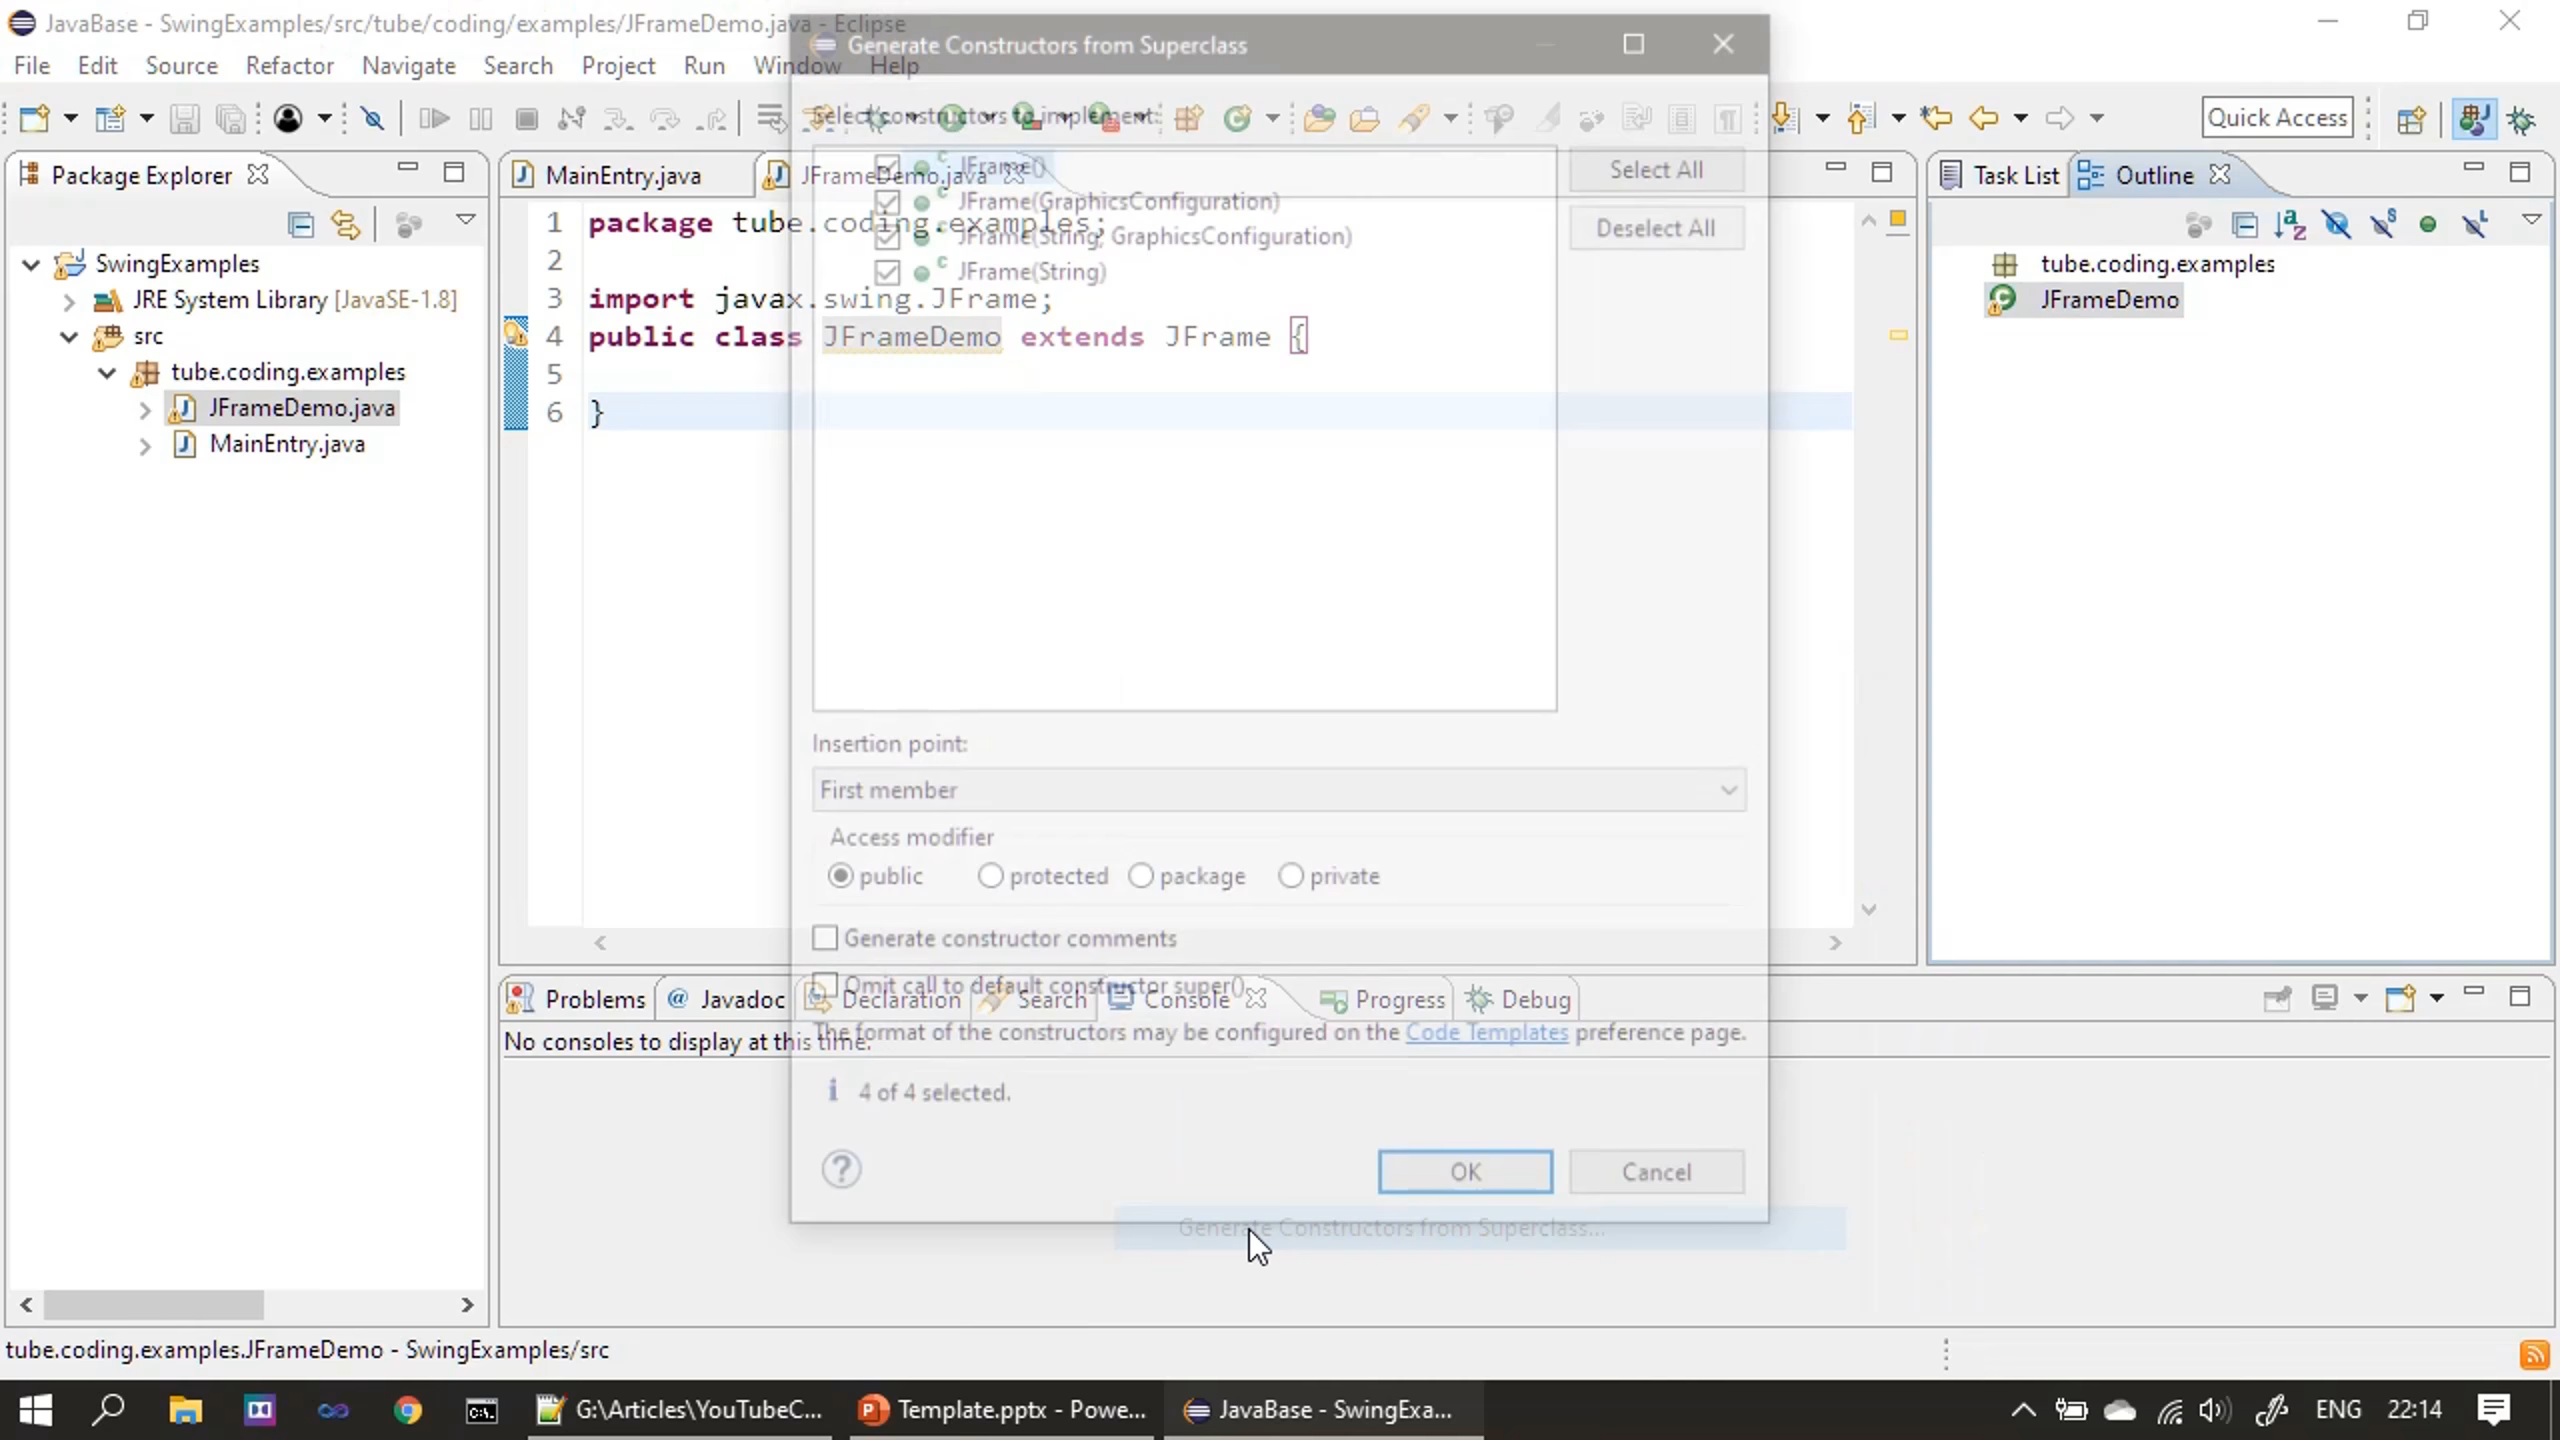 JavaBase - SwingExamples/src/tube/coding/examples/JFrameDemo.java - Eclipse
Generate Constructors from Superclass
File Edit Source Refactor Navigate Search Project Run Window Help
Select constructors to implement:
Quick Access
Package Explorer
MainEntry.java
JFrameDemo.java
Task List
Outline
JFrame()
JFrame(GraphicsConfiguration)
JFrame(String, GraphicsConfiguration)
JFrame(String)
Select All
Deselect All
SwingExamples
JRE System Library [JavaSE-1.8]
src
tube.coding.examples
JFrameDemo.java
MainEntry.java
1 package tube.coding.examples;
2
3 import javax.swing.JFrame;
4 public class JFrameDemo extends JFrame {
5
6 }
tube.coding.examples
JFrameDemo
Insertion point:
First member
Access modifier
public protected package private
Generate constructor comments
Omit call to default constructor super()
Problems @ Javadoc Declaration Search Console Progress Debug
No consoles to display at this time.
The format of the constructors may be configured on the Code Templates preference page.
i 4 of 4 selected.
? OK Cancel
Generate Constructors from Superclass...
tube.coding.examples.JFrameDemo - SwingExamples/src
G:\Articles\YouTubeC...
Template.pptx - Powe...
JavaBase - SwingExa...
ENG 22:14